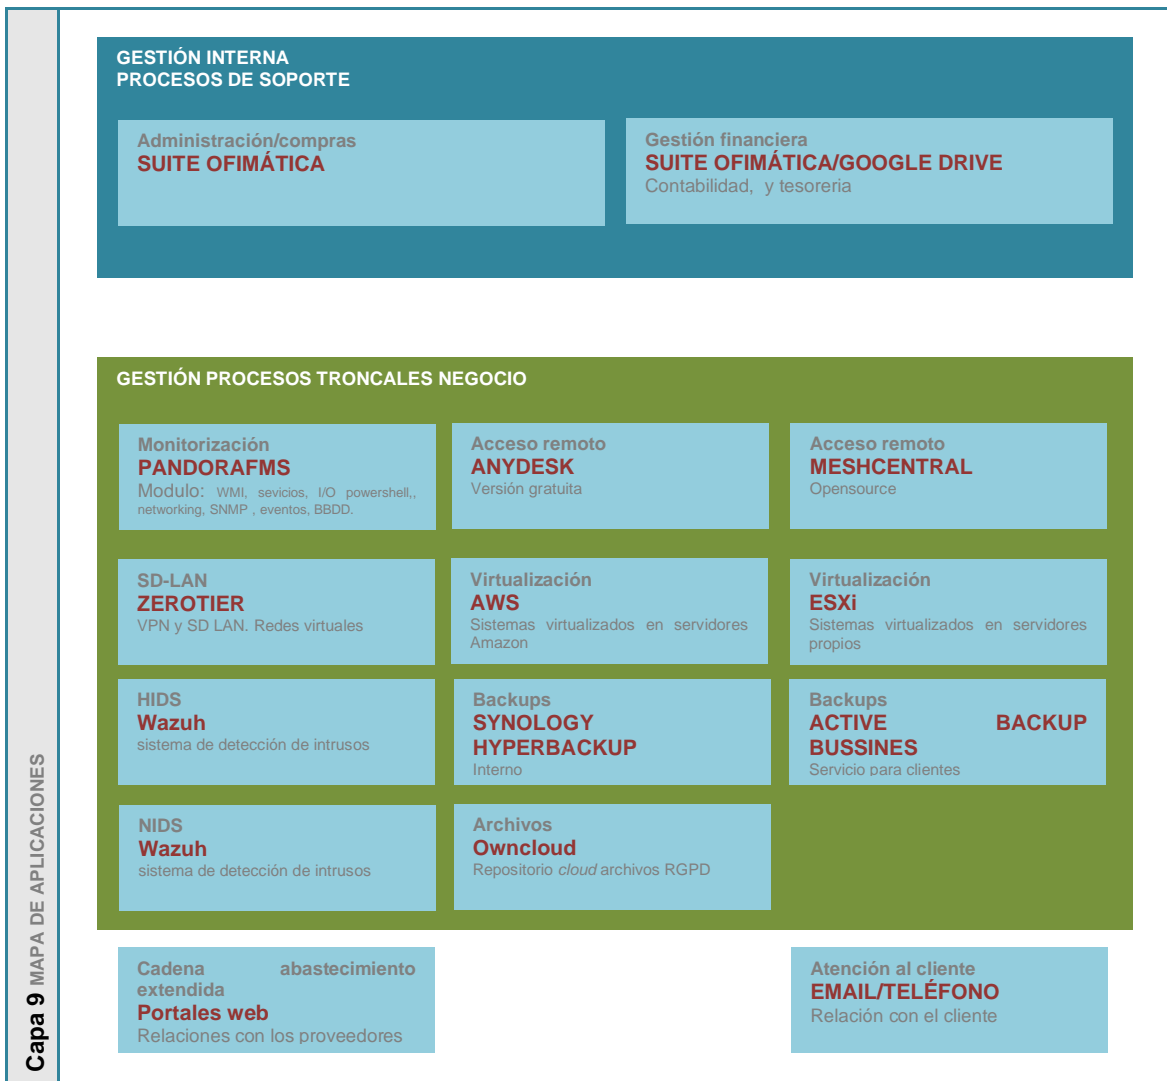 GESTIÓN INTERNA
PROCESOS DE SOPORTE
Administración/compras
SUITE OFIMÁTICA
Gestión financiera
SUITE OFIMÁTICA/GOOGLE DRIVE
Contabilidad, y tesoreria
GESTIÓN PROCESOS TRONCALES NEGOCIO
Monitorización
PANDORAFMS
Modulo: WMI, sevicios, I/O powershell,,
networking, SNMP , eventos, BBDD.
Acceso remoto
ANYDESK
Versión gratuita
Acceso remoto
MESHCENTRAL
Opensource
SD-LAN
ZEROTIER
VPN y SD LAN. Redes virtuales
Virtualización
AWS
Sistemas virtualizados en servidores
Amazon
Virtualización
ESXi
Sistemas virtualizados en servidores
propios
HIDS
Wazuh
sistema de detección de intrusos
Backups
SYNOLOGY
HYPERBACKUP
Interno
Backups
ACTIVE BACKUP
BUSSINES
Servicio para clientes
NIDS
Wazuh
sistema de detección de intrusos
Archivos
Owncloud
Repositorio cloud archivos RGPD
Cadena abastecimiento
extendida
Portales web
Relaciones con los proveedores
Atención al cliente
EMAIL/TELÉFONO
Relación con el cliente
Capa 9 MAPA DE APLICACIONES